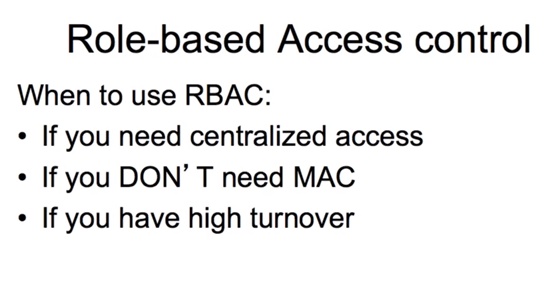 Role-based Access control
When to use RBAC:
• If you need centralized access
• If you DON’T need MAC
• If you have high turnover